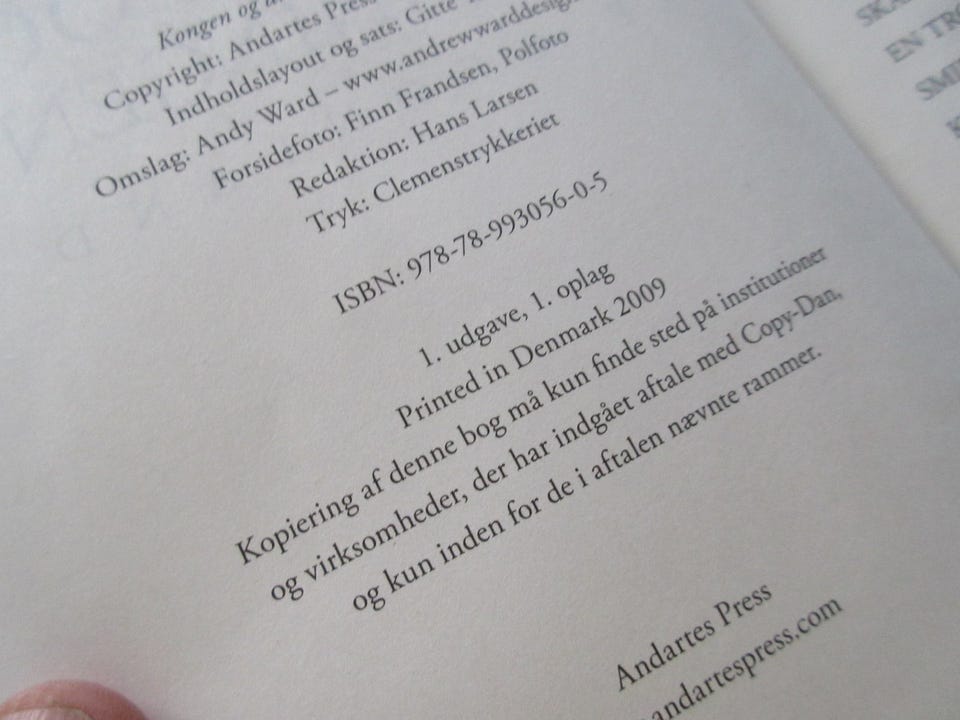 Kongen og
Copyright: Andartes Press
Indholdslayout og sats: Gitte
Omslag: Andy Ward – www.andrewwarddesign
Forsidefoto: Finn Frandsen, Polfoto
Redaktion: Hans Larsen
Tryk: Clemenstrykkeriet
ISBN: 978-78-993056-0-5
1. udgave, 1. oplag
Printed in Denmark 2009
Kopiering af denne bog må kun finde sted på institutioner
og virksomheder, der har indgået aftale med Copy-Dan,
og kun inden for de i aftalen nævnte rammer.
Andartes Press
andartespress.com
EN TRO